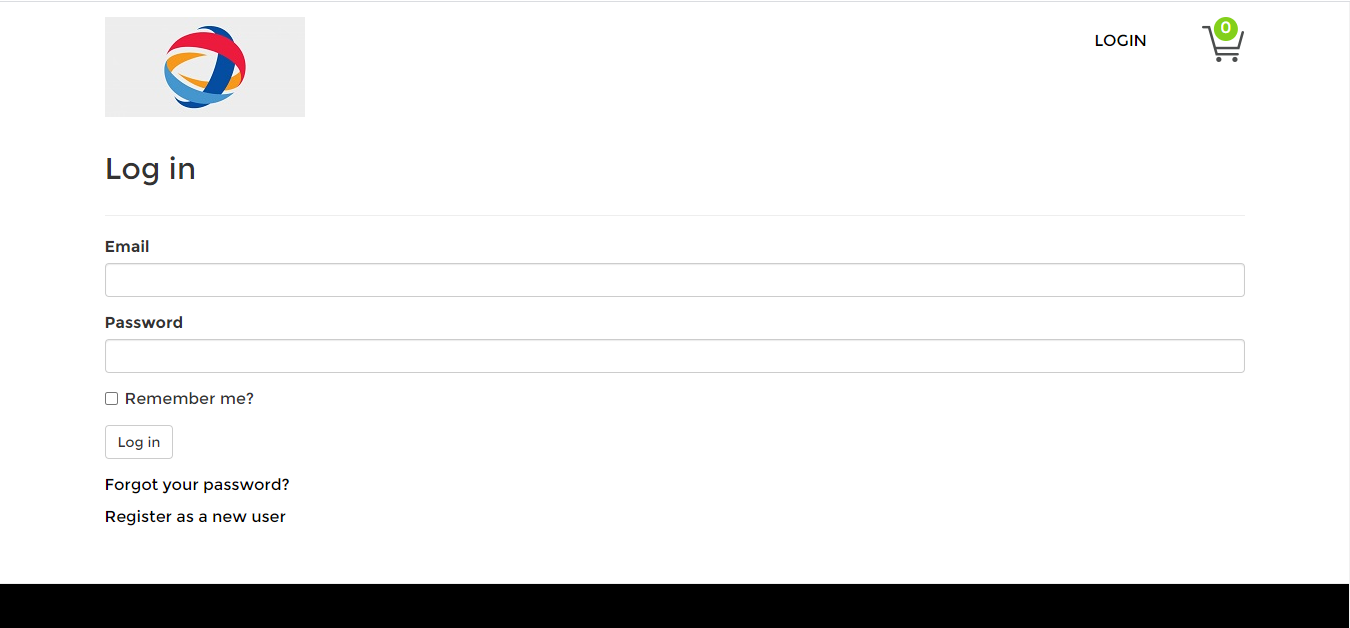 LOGIN
0
Log in
Email
Password
Remember me?
Log in
Forgot your password?
Register as a new user